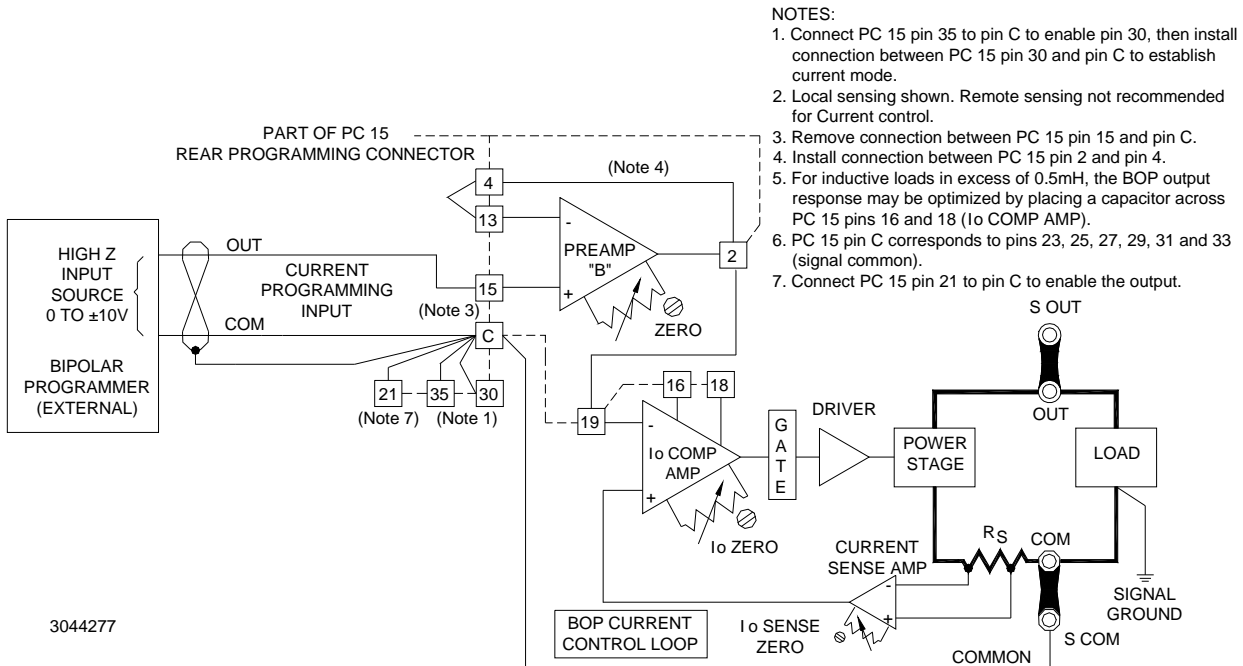 NOTES:
1. Connect PC 15 pin 35 to pin C to enable pin 30, then install
connection between PC 15 pin 30 and pin C to establish
current mode.
2. Local sensing shown. Remote sensing not recommended
for Current control.
3. Remove connection between PC 15 pin 15 and pin C.
4. Install connection between PC 15 pin 2 and pin 4.
5. For inductive loads in excess of 0.5mH, the BOP output
response may be optimized by placing a capacitor across
PC 15 pins 16 and 18 (Io COMP AMP).
6. PC 15 pin C corresponds to pins 23, 25, 27, 29, 31 and 33
(signal common).
7. Connect PC 15 pin 21 to pin C to enable the output.
PART OF PC 15
REAR PROGRAMMING CONNECTOR
4
(Note 4)
13
-
PREAMP
"B"
+
2
ZERO
HIGH Z
INPUT
SOURCE
0 TO ±10V
BIPOLAR
PROGRAMMER
(EXTERNAL)
OUT
CURRENT
PROGRAMMING
INPUT
COM
15
(Note 3)
C
21
35
30
(Note 7)
(Note 1)
19
16
18
-
Io COMP
AMP
+
Io ZERO
GATE
DRIVER
POWER
STAGE
S OUT
OUT
LOAD
RS
COM
CURRENT
SENSE AMP
-
+
Io SENSE
ZERO
SIGNAL
GROUND
S COM
COMMON
BOP CURRENT
CONTROL LOOP
3044277